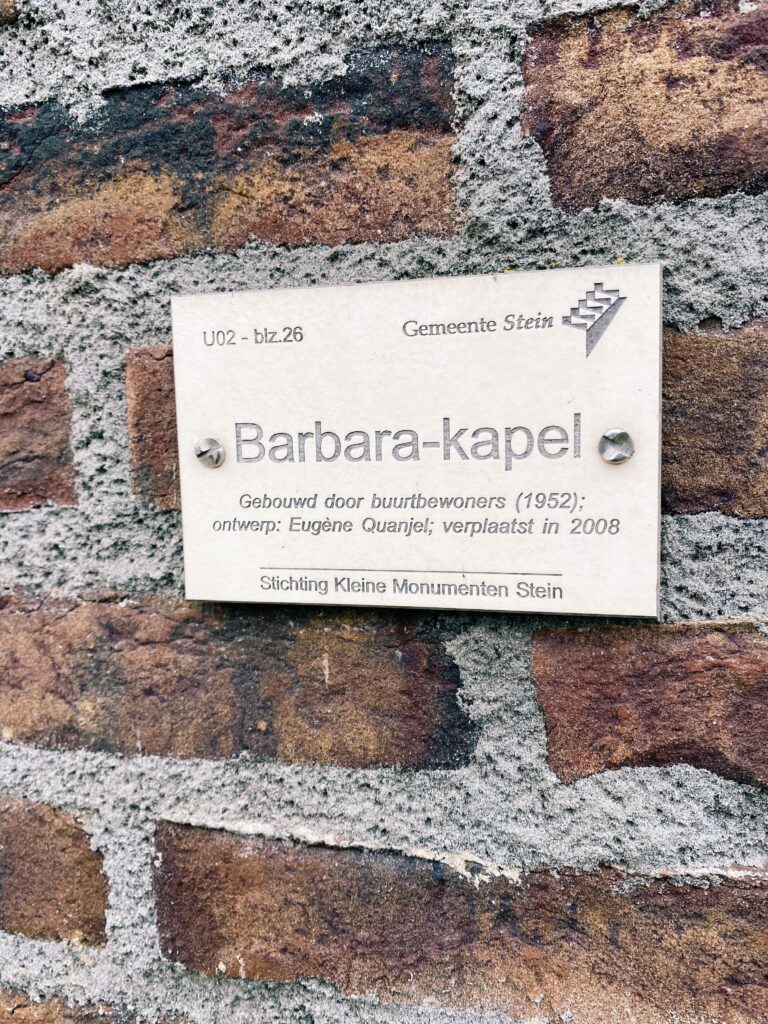 U02 - blz.26
Gemeente Stein
Barbara-kapel
Gebouwd door buurtbewoners (1952);
ontwerp: Eugène Quanjel; verplaatst in 2008
Stichting Kleine Monumenten Stein